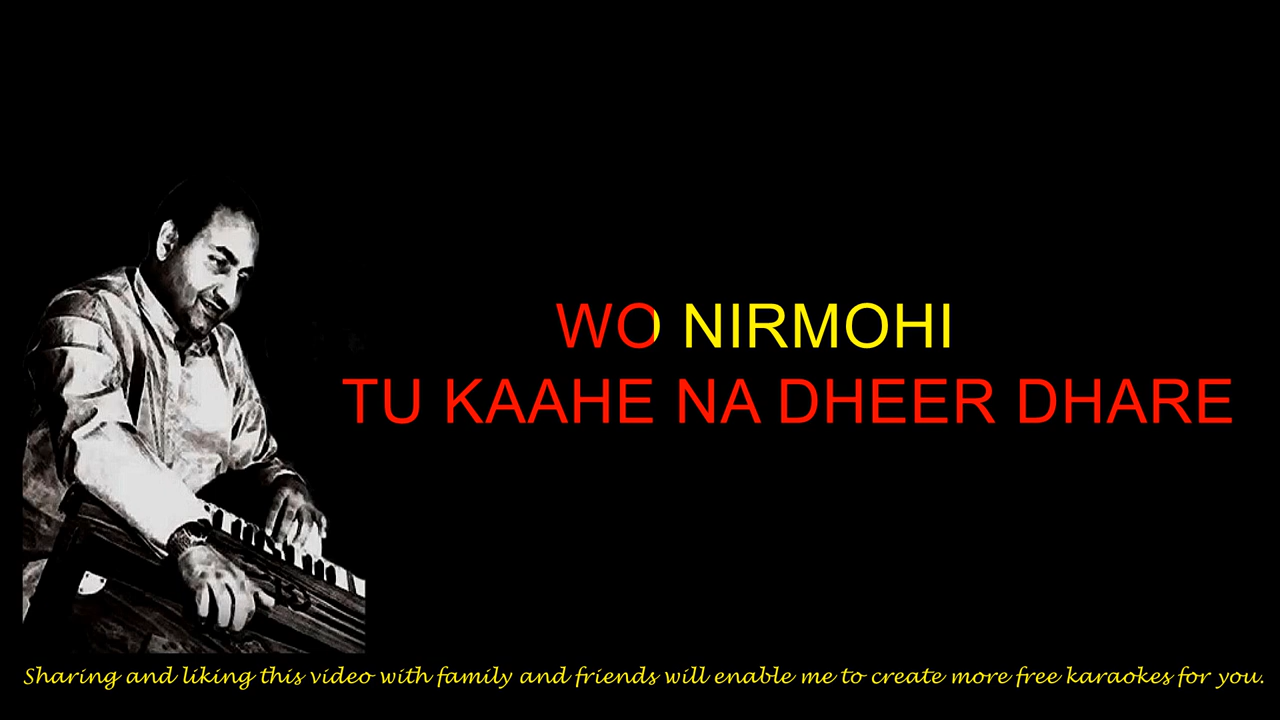 WO NIRMOHI
TU KAAHE NA DHEER DHARE
Sharing and liking this video with family and friends will enable me to create more free karaokes for you.